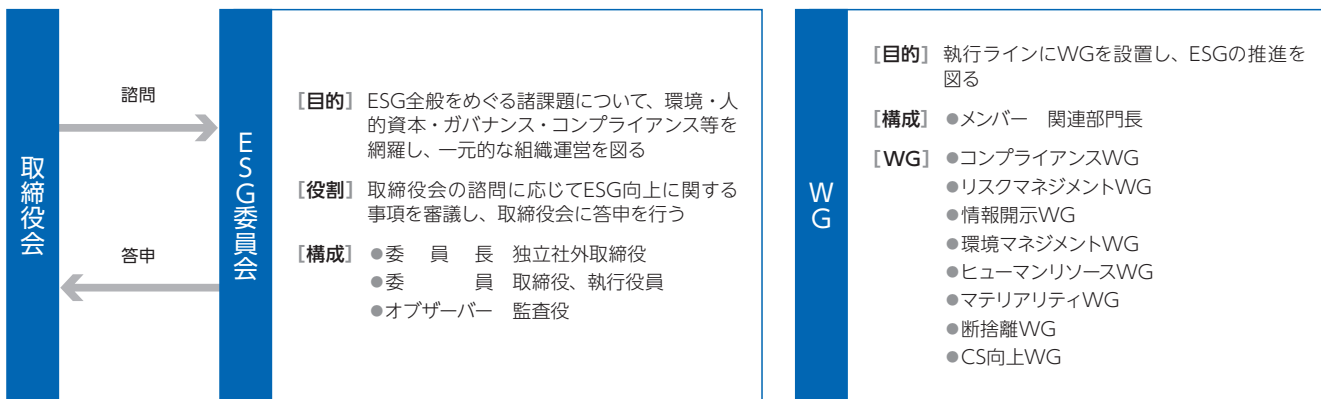 取締役会
諮問
答申
ESG委員会
[目的] ESG全般をめぐる諸課題について、環境・人
的資本・ガバナンス・コンプライアンス等を
網羅し、一元的な組織運営を図る
[役割] 取締役会の諮問に応じてESG向上に関する
事項を審議し、取締役会に答申を行う
[構成] ●委員長 独立社外取締役
●委員 取締役、執行役員
●オブザーバー 監査役
WG
[目的] 執行ラインにWGを設置し、ESGの推進を
図る
[構成] ●メンバー 関連部門長
[WG] ●コンプライアンスWG
●リスクマネジメントWG
●情報開示WG
●環境マネジメントWG
●ヒューマンリソースWG
●マテリアリティWG
●断捨離WG
●CS向上WG